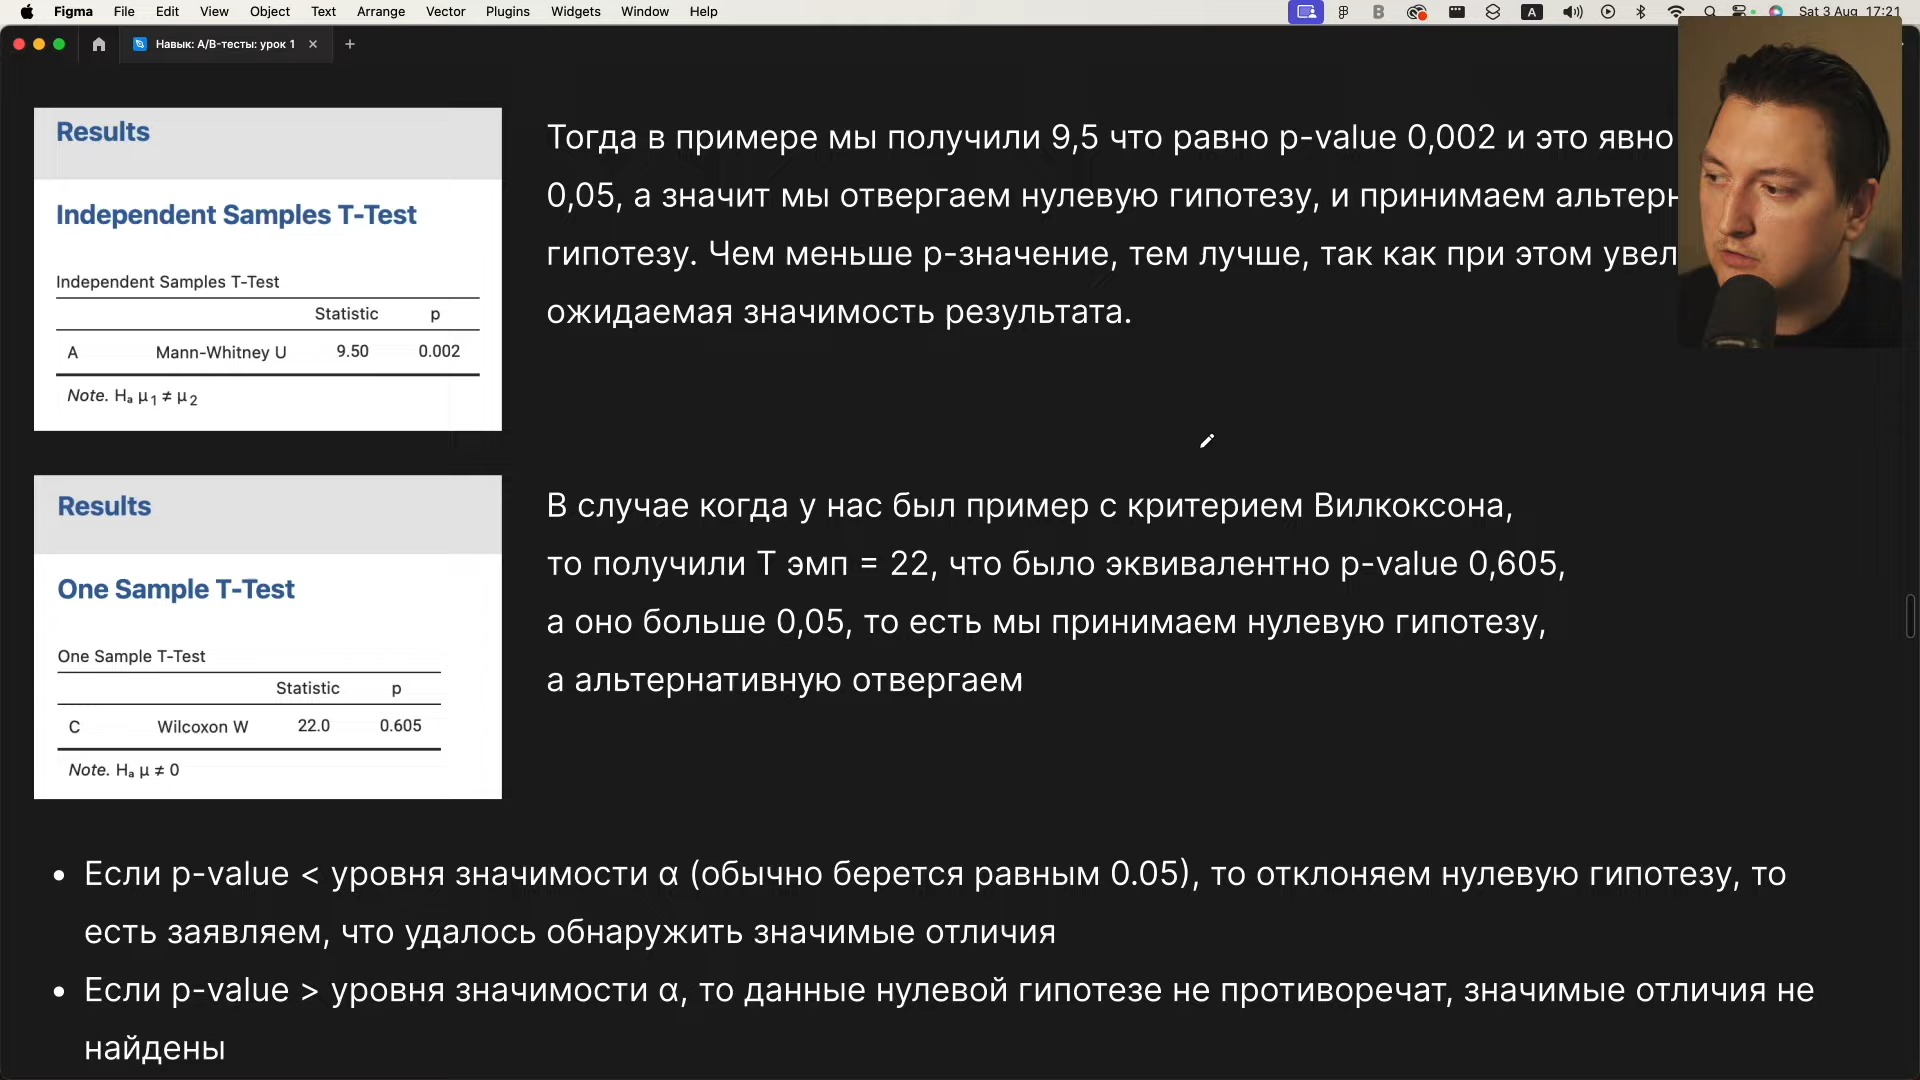 Figma File Edit View Object Text Arrange Vector Plugins Widgets Window Help A Sat 3 Aug 17:21
Навык: A/B-тесты: урок 1
Results
Independent Samples T-Test
Independent Samples T-Test
Statistic p
A Mann-Whitney U 9.50 0.002
Note. Hₐ μ₁ ≠ μ₂
Тогда в примере мы получили 9,5 что равно p-value 0,002 и это явно
0,05, а значит мы отвергаем нулевую гипотезу, и принимаем альтерн
гипотезу. Чем меньше p-значение, тем лучше, так как при этом увел
ожидаемая значимость результата.
Results
One Sample T-Test
One Sample T-Test
Statistic p
C Wilcoxon W 22.0 0.605
Note. Hₐ μ ≠ 0
В случае когда у нас был пример с критерием Вилкоксона,
то получили Т эмп = 22, что было эквивалентно p-value 0,605,
а оно больше 0,05, то есть мы принимаем нулевую гипотезу,
а альтернативную отвергаем
• Если p-value < уровня значимости α (обычно берется равным 0.05), то отклоняем нулевую гипотезу, то
есть заявляем, что удалось обнаружить значимые отличия
• Если p-value > уровня значимости α, то данные нулевой гипотезе не противоречат, значимые отличия не
найдены